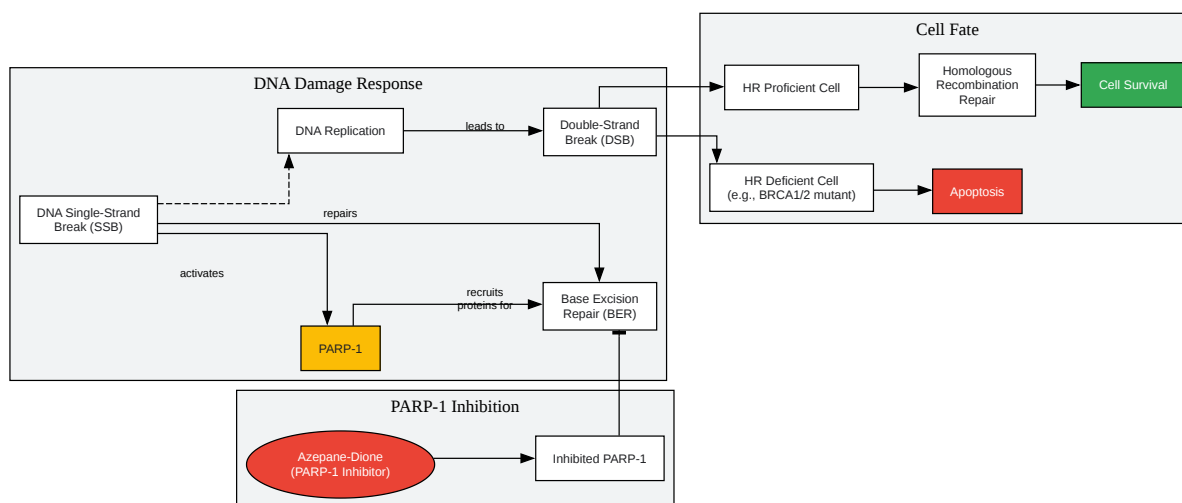 Cell Fate
HR Proficient Cell
Homologous
Recombination
Repair
Cell Survival
HR Deficient Cell
(e.g., BRCA1/2 mutant)
Apoptosis
DNA Damage Response
DNA Replication
leads to
Double-Strand
Break (DSB)
DNA Single-Strand
Break (SSB)
repairs
activates
recruits
proteins for
Base Excision
Repair (BER)
PARP-1
PARP-1 Inhibition
Azepane-Dione
(PARP-1 Inhibitor)
Inhibited PARP-1